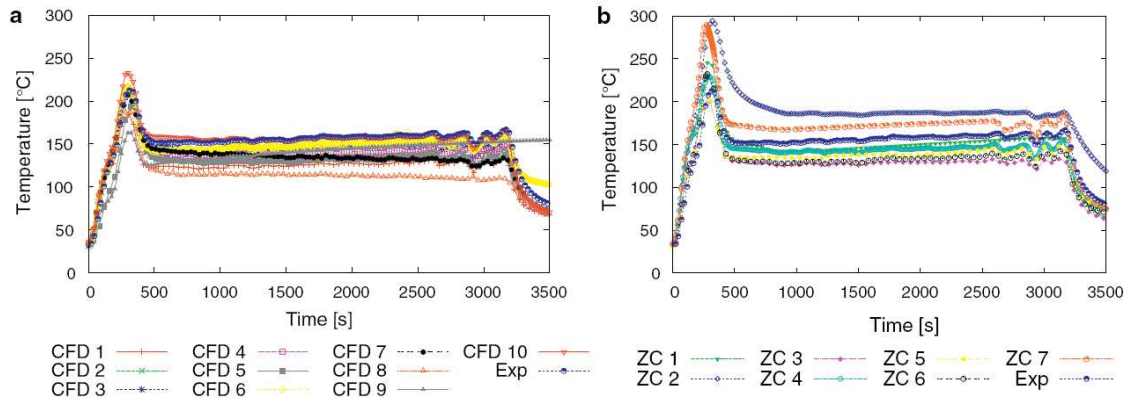 a
300
250
200
150
100
50
0
Temperature [°C]
0 500 1000 1500 2000 2500 3000 3500
Time [s]
CFD 1 CFD 4 CFD 7 CFD 10
CFD 2 CFD 5 CFD 8 Exp
CFD 3 CFD 6 CFD 9
b
300
250
200
150
100
50
0
Temperature [°C]
0 500 1000 1500 2000 2500 3000 3500
Time [s]
ZC 1 ZC 3 ZC 5 ZC 7
ZC 2 ZC 4 ZC 6 Exp